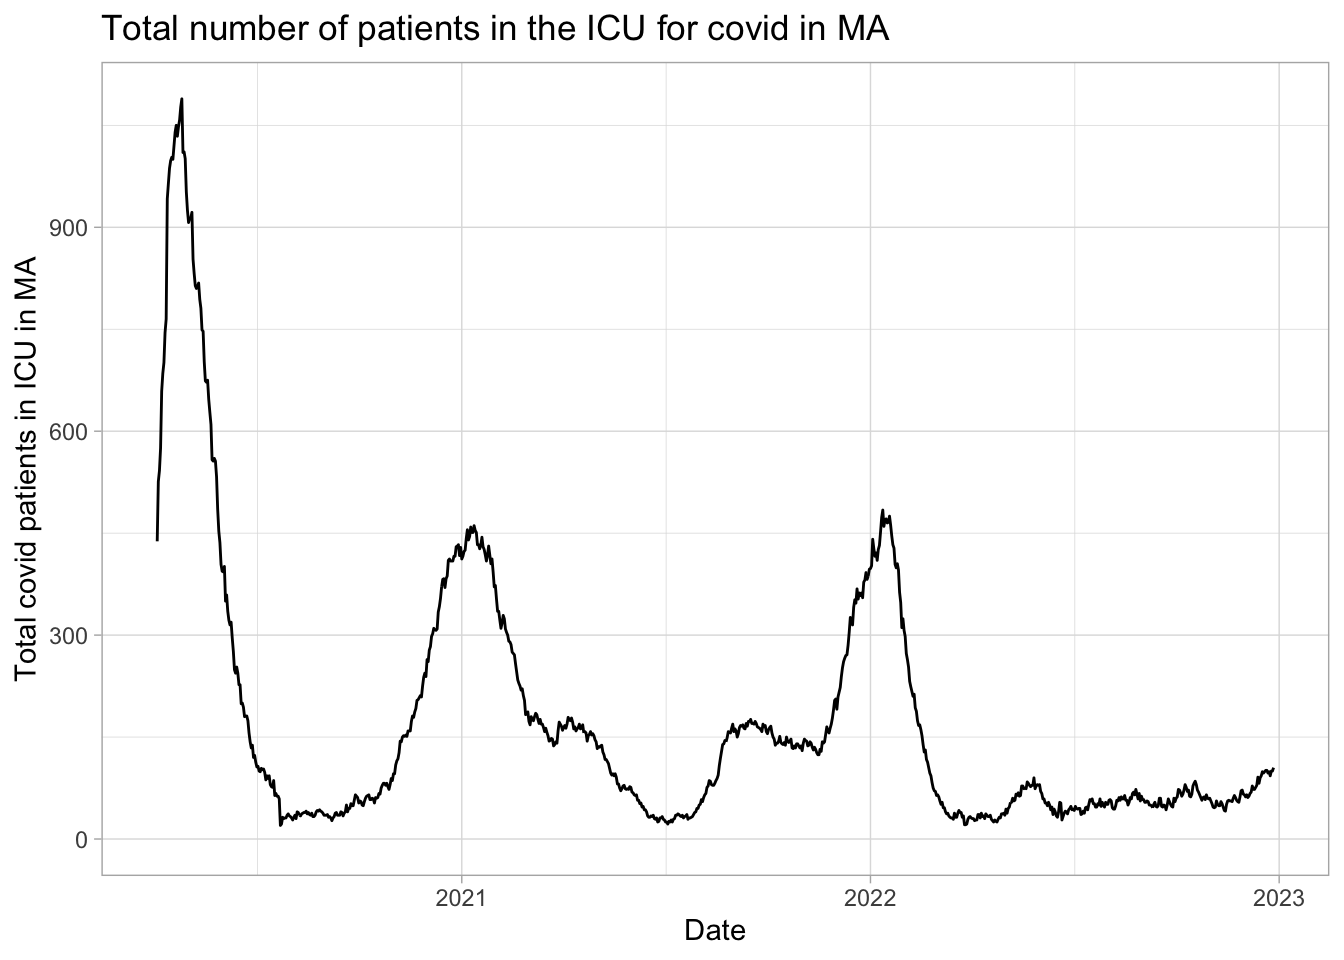 Total number of patients in the ICU for covid in MA
Total covid patients in ICU in MA
900
600
300
0
2021
2022
2023
Date